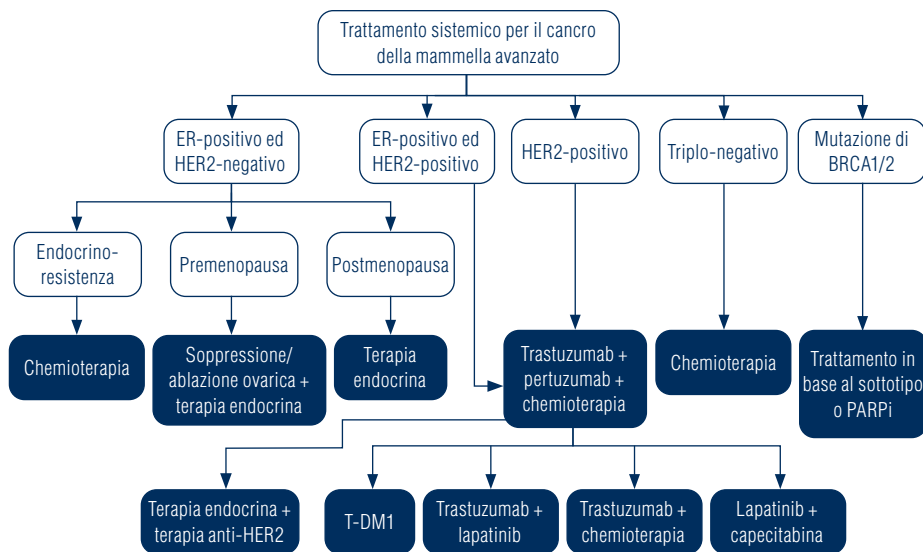 Trattamento sistemico per il cancro
della mammella avanzato
ER-positivo ed
HER2-negativo
ER-positivo ed
HER2-positivo
HER2-positivo
Triplo-negativo
Mutazione di
BRCA1/2
Endocrino-
resistenza
Premenopausa
Postmenopausa
Chemioterapia
Soppressione/
ablazione ovarica +
terapia endocrina
Terapia
endocrina
Trastuzumab +
pertuzumab +
chemioterapia
Chemioterapia
Trattamento in
base al sottotipo
o PARPi
Terapia endocrina +
terapia anti-HER2
T-DM1
Trastuzumab +
lapatinib
Trastuzumab +
chemioterapia
Lapatinib +
capecitabina